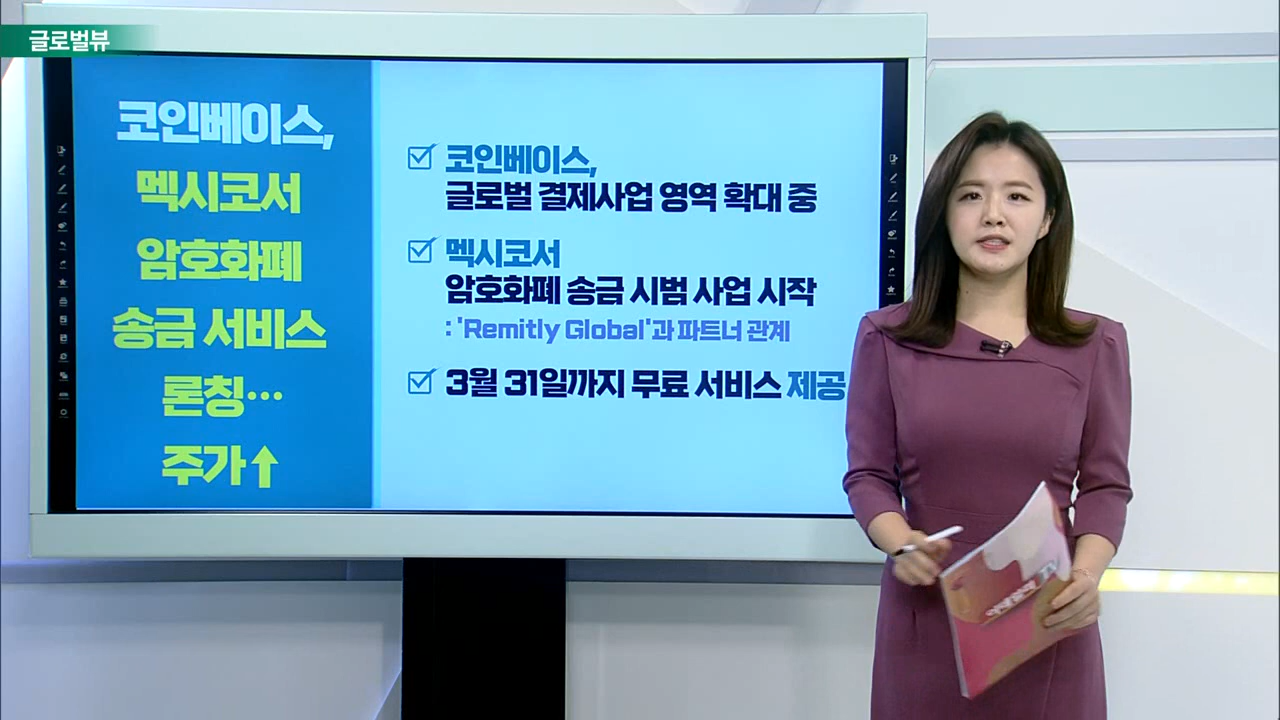 글로벌뷰
코인베이스,
멕시코서
암호화폐
송금 서비스
론칭…
주가↑
코인베이스,
글로벌 결제사업 영역 확대 중
멕시코서
암호화폐 송금 시범 사업 시작
: 'Remitly Global'과 파트너 관계
3월 31일까지 무료 서비스 제공